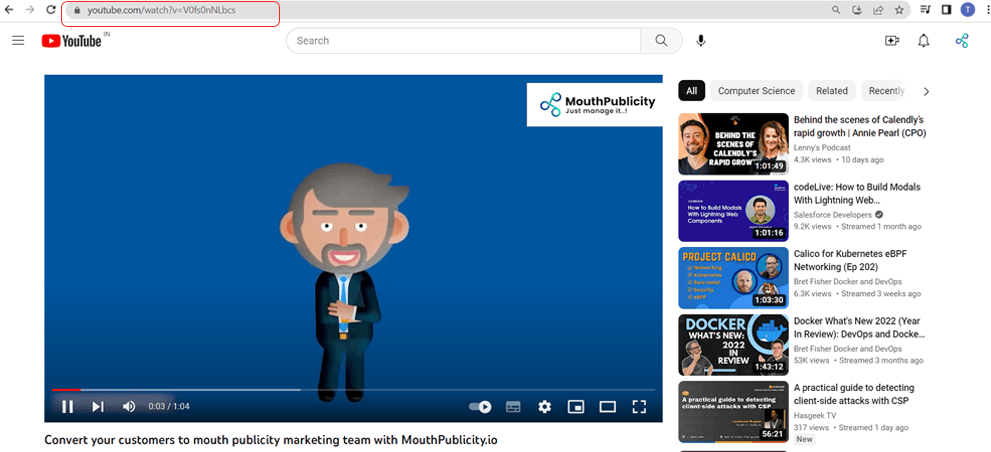 youtube.com/watch?v=V0fs0nNLbcs
T
YouTube IN
Search
MouthPublicity
Just manage it..!
0:03 / 1:04
Convert your customers to mouth publicity marketing team with MouthPublicity.io
All
Computer Science
Related
Recently
BEHIND THE
SCENES OF
CALENDLY'S
RAPID GROWTH
1:01:49
Behind the scenes of Calendly's
rapid growth | Annie Pearl (CPO)
Lenny's Podcast
4.3K views • 10 days ago
How to Build Modals
With Lightning Web
Components
1:01:16
codeLive: How to Build Modals
With Lightning Web...
Salesforce Developers
9.2K views • Streamed 1 month ago
PROJECT CALICO
Networking
Kubernetes
Bare metal
Security
eBPF
1:03:30
Calico for Kubernetes eBPF
Networking (Ep 202)
Bret Fisher Docker and DevOps
6.3K views • Streamed 3 weeks ago
DOCKER
WHAT'S NEW:
2022
IN
REVIEW
1:43:12
Docker What's New 2022 (Year
In Review): DevOps and Docke...
Bret Fisher Docker and DevOps
53K views • Streamed 3 months ago
A practical guide to detecting
client-side attacks with CSP
56:21
A practical guide to detecting
client-side attacks with CSP
Hasgeek TV
317 views • Streamed 1 day ago
New